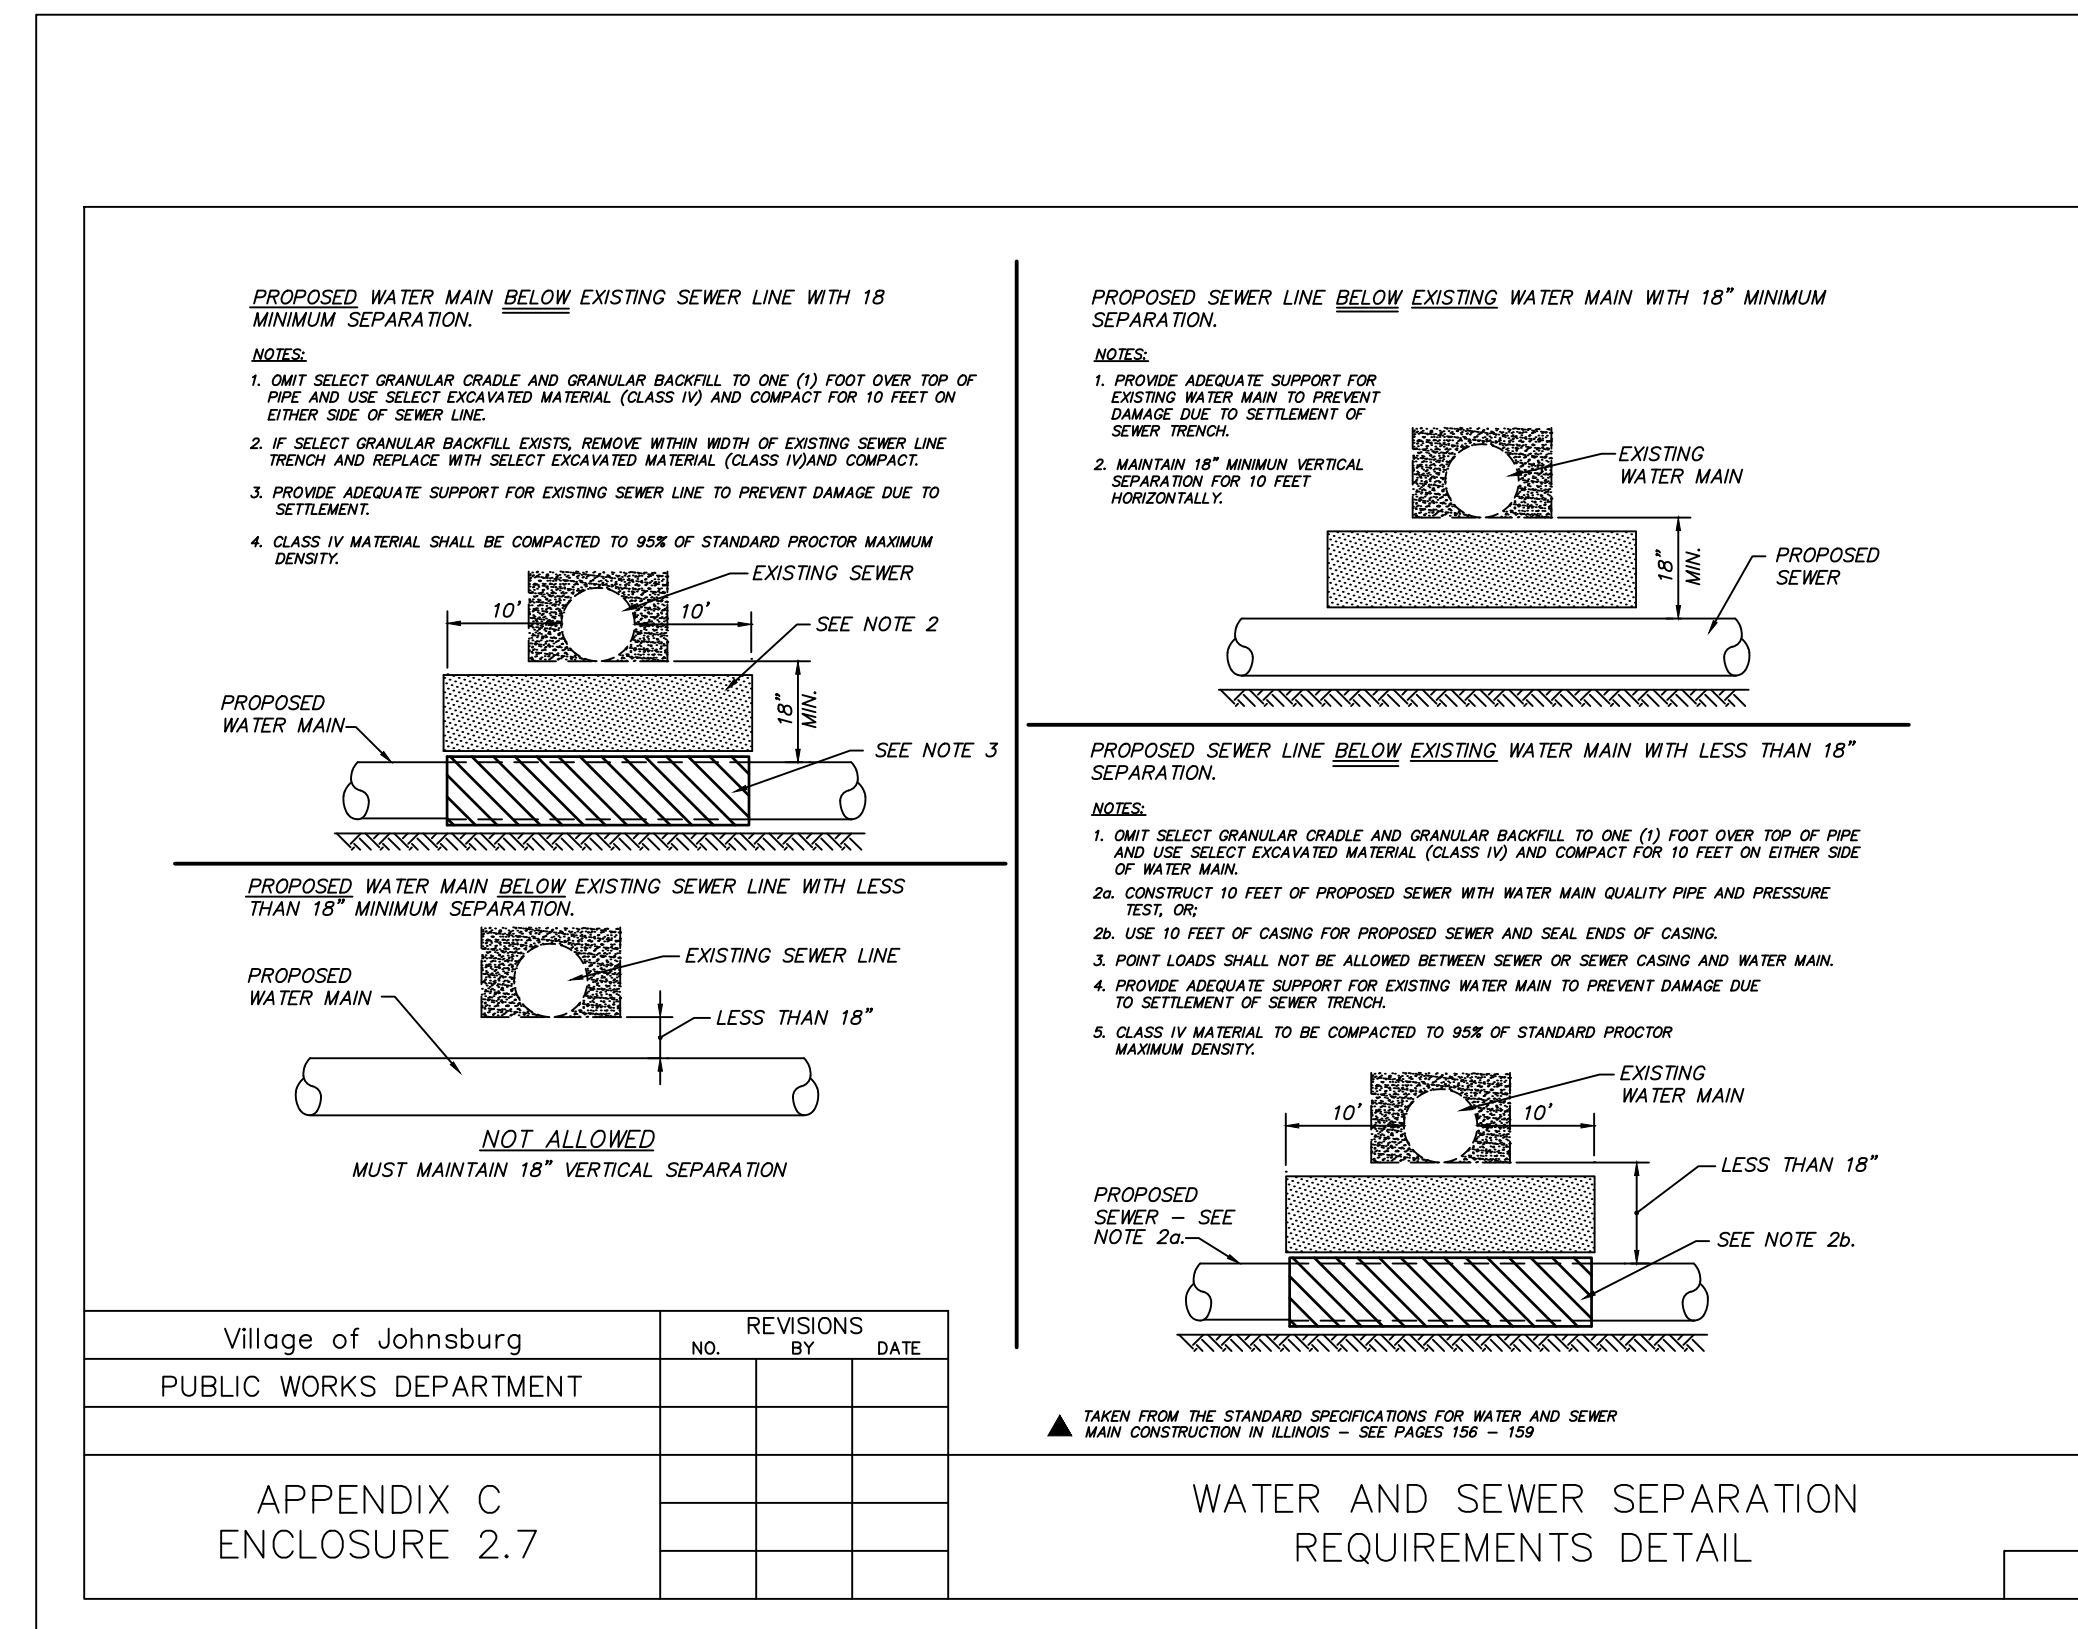 PROPOSED WATER MAIN BELOW EXISTING SEWER LINE WITH 18
MINIMUM SEPARATION.
NOTES:
1. OMIT SELECT GRANULAR CRADLE AND GRANULAR BACKFILL TO ONE (1) FOOT OVER TOP OF
PIPE AND USE SELECT EXCAVATED MATERIAL (CLASS IV) AND COMPACT FOR 10 FEET ON
EITHER SIDE OF SEWER LINE.
2. IF SELECT GRANULAR BACKFILL EXISTS, REMOVE WITHIN WIDTH OF EXISTING SEWER LINE
TRENCH AND REPLACE WITH SELECT EXCAVATED MATERIAL (CLASS IV)AND COMPACT.
3. PROVIDE ADEQUATE SUPPORT FOR EXISTING SEWER LINE TO PREVENT DAMAGE DUE TO
SETTLEMENT.
4. CLASS IV MATERIAL SHALL BE COMPACTED TO 95% OF STANDARD PROCTOR MAXIMUM
DENSITY.
EXISTING SEWER
10'
10'
SEE NOTE 2
PROPOSED
WATER MAIN
18"
MIN.
SEE NOTE 3
PROPOSED WATER MAIN BELOW EXISTING SEWER LINE WITH LESS
THAN 18" MINIMUM SEPARATION.
EXISTING SEWER LINE
PROPOSED
WATER MAIN
LESS THAN 18"
NOT ALLOWED
MUST MAINTAIN 18" VERTICAL SEPARATION
PROPOSED SEWER LINE BELOW EXISTING WATER MAIN WITH 18" MINIMUM
SEPARATION.
NOTES:
1. PROVIDE ADEQUATE SUPPORT FOR
EXISTING WATER MAIN TO PREVENT
DAMAGE DUE TO SETTLEMENT OF
SEWER TRENCH.
2. MAINTAIN 18" MINIMUN VERTICAL
SEPARATION FOR 10 FEET
HORIZONTALLY.
EXISTING
WATER MAIN
18"
MIN.
PROPOSED
SEWER
PROPOSED SEWER LINE BELOW EXISTING WATER MAIN WITH LESS THAN 18"
SEPARATION.
NOTES:
1. OMIT SELECT GRANULAR CRADLE AND GRANULAR BACKFILL TO ONE (1) FOOT OVER TOP OF PIPE
AND USE SELECT EXCAVATED MATERIAL (CLASS IV) AND COMPACT FOR 10 FEET ON EITHER SIDE
OF WATER MAIN.
2a. CONSTRUCT 10 FEET OF PROPOSED SEWER WITH WATER MAIN QUALITY PIPE AND PRESSURE
TEST, OR;
2b. USE 10 FEET OF CASING FOR PROPOSED SEWER AND SEAL ENDS OF CASING.
3. POINT LOADS SHALL NOT BE ALLOWED BETWEEN SEWER OR SEWER CASING AND WATER MAIN.
4. PROVIDE ADEQUATE SUPPORT FOR EXISTING WATER MAIN TO PREVENT DAMAGE DUE
TO SETTLEMENT OF SEWER TRENCH.
5. CLASS IV MATERIAL TO BE COMPACTED TO 95% OF STANDARD PROCTOR
MAXIMUM DENSITY.
EXISTING
WATER MAIN
10'
10'
LESS THAN 18"
PROPOSED
SEWER – SEE
NOTE 2a.
SEE NOTE 2b.
TAKEN FROM THE STANDARD SPECIFICATIONS FOR WATER AND SEWER
MAIN CONSTRUCTION IN ILLINOIS – SEE PAGES 156 – 159
Village of Johnsburg
PUBLIC WORKS DEPARTMENT
REVISIONS
NO. BY DATE
APPENDIX C
ENCLOSURE 2.7
WATER AND SEWER SEPARATION
REQUIREMENTS DETAIL